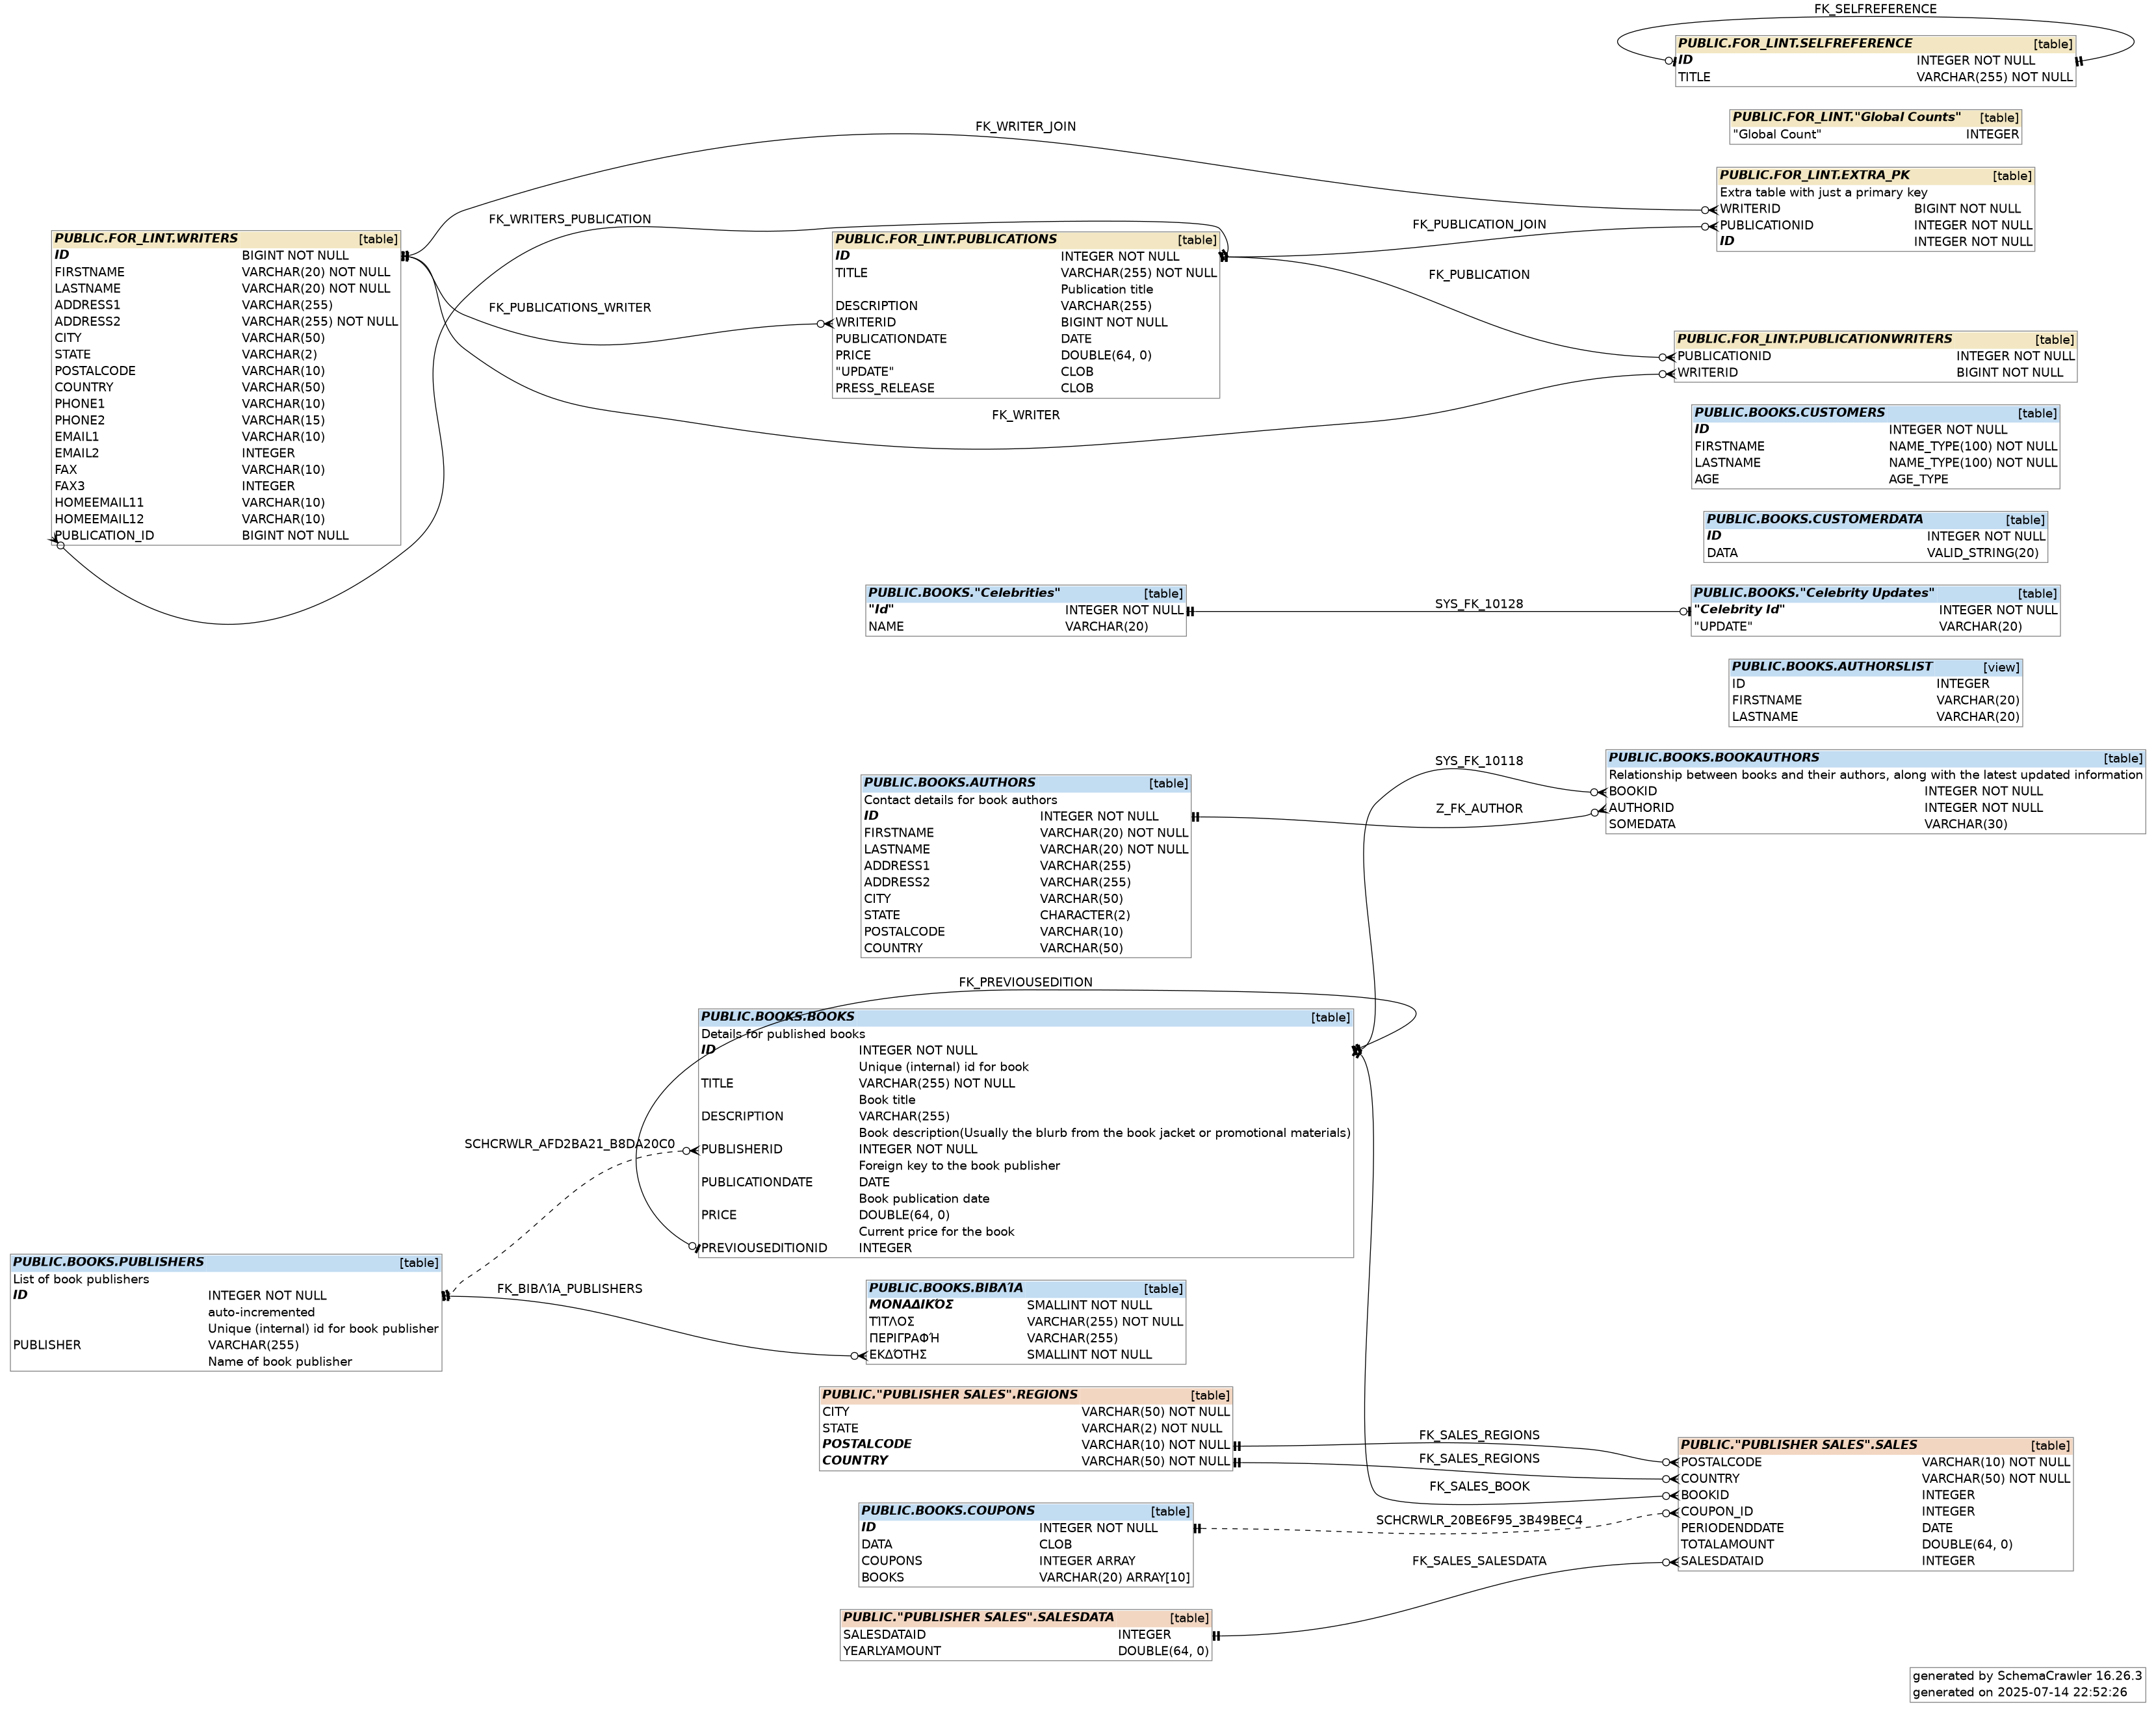 FK_SELFREFERENCE
PUBLIC.FOR_LINT.SELFREFERENCE [table]
ID INTEGER NOT NULL
TITLE VARCHAR(255) NOT NULL
PUBLIC.FOR_LINT."Global Counts" [table]
"Global Count" INTEGER
FK_WRITER_JOIN
PUBLIC.FOR_LINT.EXTRA_PK [table]
Extra table with just a primary key
WRITERID BIGINT NOT NULL
PUBLICATIONID INTEGER NOT NULL
ID INTEGER NOT NULL
FK_WRITERS_PUBLICATION
FK_PUBLICATION_JOIN
PUBLIC.FOR_LINT.WRITERS [table]
ID BIGINT NOT NULL
FIRSTNAME VARCHAR(20) NOT NULL
LASTNAME VARCHAR(20) NOT NULL
ADDRESS1 VARCHAR(255)
ADDRESS2 VARCHAR(255) NOT NULL
CITY VARCHAR(50)
STATE VARCHAR(2)
POSTALCODE VARCHAR(10)
COUNTRY VARCHAR(50)
PHONE1 VARCHAR(10)
PHONE2 VARCHAR(15)
EMAIL1 VARCHAR(10)
EMAIL2 INTEGER
FAX VARCHAR(10)
FAX3 INTEGER
HOMEEMAIL11 VARCHAR(10)
HOMEEMAIL12 VARCHAR(10)
PUBLICATION_ID BIGINT NOT NULL
FK_PUBLICATIONS_WRITER
PUBLIC.FOR_LINT.PUBLICATIONS [table]
ID INTEGER NOT NULL
TITLE VARCHAR(255) NOT NULL
Publication title
DESCRIPTION VARCHAR(255)
WRITERID BIGINT NOT NULL
PUBLICATIONDATE DATE
PRICE DOUBLE(64, 0)
"UPDATE" CLOB
PRESS_RELEASE CLOB
FK_PUBLICATION
FK_WRITER
PUBLIC.FOR_LINT.PUBLICATIONWRITERS [table]
PUBLICATIONID INTEGER NOT NULL
WRITERID BIGINT NOT NULL
PUBLIC.BOOKS.CUSTOMERS [table]
ID INTEGER NOT NULL
FIRSTNAME NAME_TYPE(100) NOT NULL
LASTNAME NAME_TYPE(100) NOT NULL
AGE AGE_TYPE
PUBLIC.BOOKS.CUSTOMERDATA [table]
ID INTEGER NOT NULL
DATA VALID_STRING(20)
PUBLIC.BOOKS."Celebrities" [table]
"Id" INTEGER NOT NULL
NAME VARCHAR(20)
SYS_FK_10128
PUBLIC.BOOKS."Celebrity Updates" [table]
"Celebrity Id" INTEGER NOT NULL
"UPDATE" VARCHAR(20)
PUBLIC.BOOKS.AUTHORSLIST [view]
ID INTEGER
FIRSTNAME VARCHAR(20)
LASTNAME VARCHAR(20)
PUBLIC.BOOKS.AUTHORS [table]
Contact details for book authors
ID INTEGER NOT NULL
FIRSTNAME VARCHAR(20) NOT NULL
LASTNAME VARCHAR(20) NOT NULL
ADDRESS1 VARCHAR(255)
ADDRESS2 VARCHAR(255)
CITY VARCHAR(50)
STATE CHARACTER(2)
POSTALCODE VARCHAR(10)
COUNTRY VARCHAR(50)
SYS_FK_10118
Z_FK_AUTHOR
PUBLIC.BOOKS.BOOKAUTHORS [table]
Relationship between books and their authors, along with the latest updated information
BOOKID INTEGER NOT NULL
AUTHORID INTEGER NOT NULL
SOMEDATA VARCHAR(30)
FK_PREVIOUSEDITION
PUBLIC.BOOKS.BOOKS [table]
Details for published books
ID INTEGER NOT NULL
Unique (internal) id for book
TITLE VARCHAR(255) NOT NULL
Book title
DESCRIPTION VARCHAR(255)
Book description(Usually the blurb from the book jacket or promotional materials)
PUBLISHERID INTEGER NOT NULL
Foreign key to the book publisher
PUBLICATIONDATE DATE
Book publication date
PRICE DOUBLE(64, 0)
Current price for the book
PREVIOUSEDITIONID INTEGER
SCHCRWLR_AFD2BA21_B8DA20C0
PUBLIC.BOOKS.PUBLISHERS [table]
List of book publishers
ID INTEGER NOT NULL
auto-incremented
Unique (internal) id for book publisher
PUBLISHER VARCHAR(255)
Name of book publisher
FK_ΒΙΒΛΊΑ_PUBLISHERS
PUBLIC.BOOKS.ΒΙΒΛΊΑ [table]
ΜΟΝΑΔΙΚΌΣ SMALLINT NOT NULL
ΤΊΤΛΟΣ VARCHAR(255) NOT NULL
ΠΕΡΙΓΡΑΦΉ VARCHAR(255)
ΕΚΔΌΤΗΣ SMALLINT NOT NULL
PUBLIC."PUBLISHER SALES".REGIONS [table]
CITY VARCHAR(50) NOT NULL
STATE VARCHAR(2) NOT NULL
POSTALCODE VARCHAR(10) NOT NULL
COUNTRY VARCHAR(50) NOT NULL
FK_SALES_REGIONS
FK_SALES_REGIONS
FK_SALES_BOOK
PUBLIC."PUBLISHER SALES".SALES [table]
POSTALCODE VARCHAR(10) NOT NULL
COUNTRY VARCHAR(50) NOT NULL
BOOKID INTEGER
COUPON_ID INTEGER
PERIODENDDATE DATE
TOTALAMOUNT DOUBLE(64, 0)
SALESDATAID INTEGER
PUBLIC.BOOKS.COUPONS [table]
ID INTEGER NOT NULL
DATA CLOB
COUPONS INTEGER ARRAY
BOOKS VARCHAR(20) ARRAY[10]
SCHCRWLR_20BE6F95_3B49BEC4
FK_SALES_SALESDATA
PUBLIC."PUBLISHER SALES".SALESDATA [table]
SALESDATAID INTEGER
YEARLYAMOUNT DOUBLE(64, 0)
generated by SchemaCrawler 16.26.3
generated on 2025-07-14 22:52:26